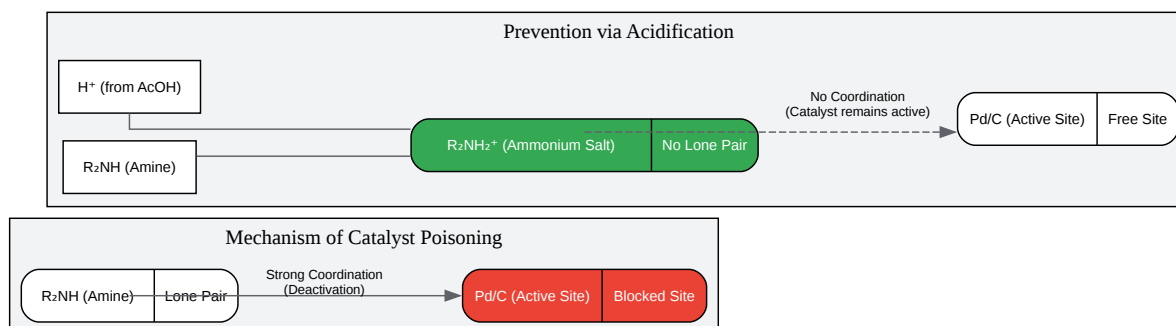 Prevention via Acidification
H⁺ (from AcOH)
R₂NH (Amine)
R₂NH₂⁺ (Ammonium Salt)
No Lone Pair
No Coordination
(Catalyst remains active)
Pd/C (Active Site)
Free Site
Mechanism of Catalyst Poisoning
R₂NH (Amine)
Lone Pair
Strong Coordination
(Deactivation)
Pd/C (Active Site)
Blocked Site